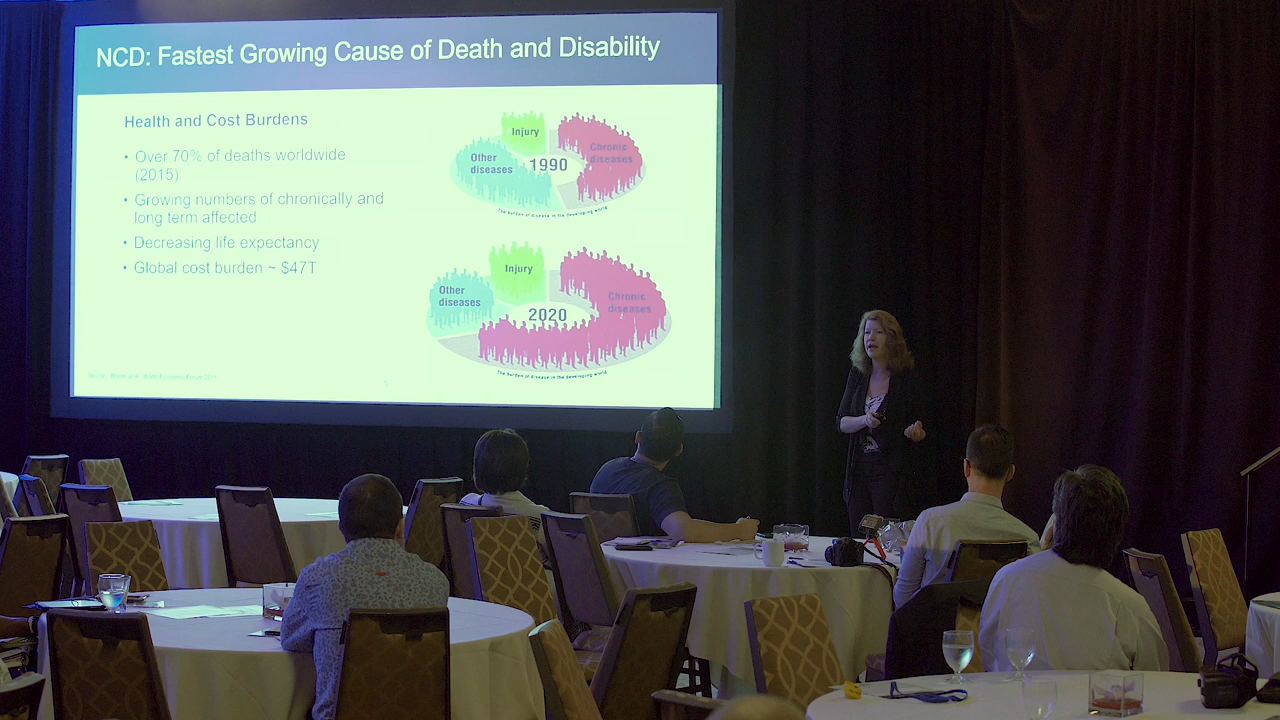 NCD: Fastest Growing Cause of Death and Disability
Health and Cost Burdens
• Over 70% of deaths worldwide
(2015)
• Growing numbers of chronically and
long term affected
• Decreasing life expectancy
• Global cost burden ~ $47T
Injury
Chronic
diseases
Other
diseases
1990
The burden of disease in the developing world
Injury
Other
diseases
Chronic
diseases
2020
The burden of disease in the developing world